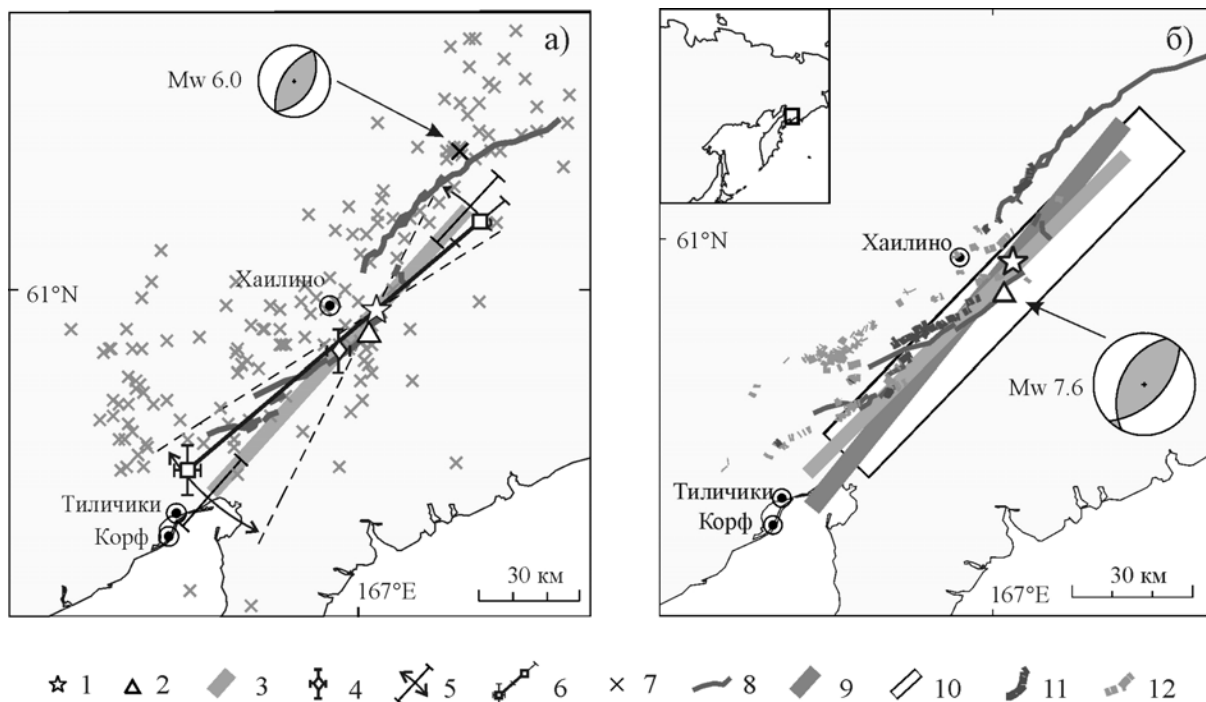 а)
Mw 6.0
Хаилино
61°N
Тиличики
Корф
167°E
30 км
б)
61°N
Хаилино
Mw 7.6
Тиличики
Корф
167°E
30 км
1 2 3 4 5 6 7 8 9 10 11 12